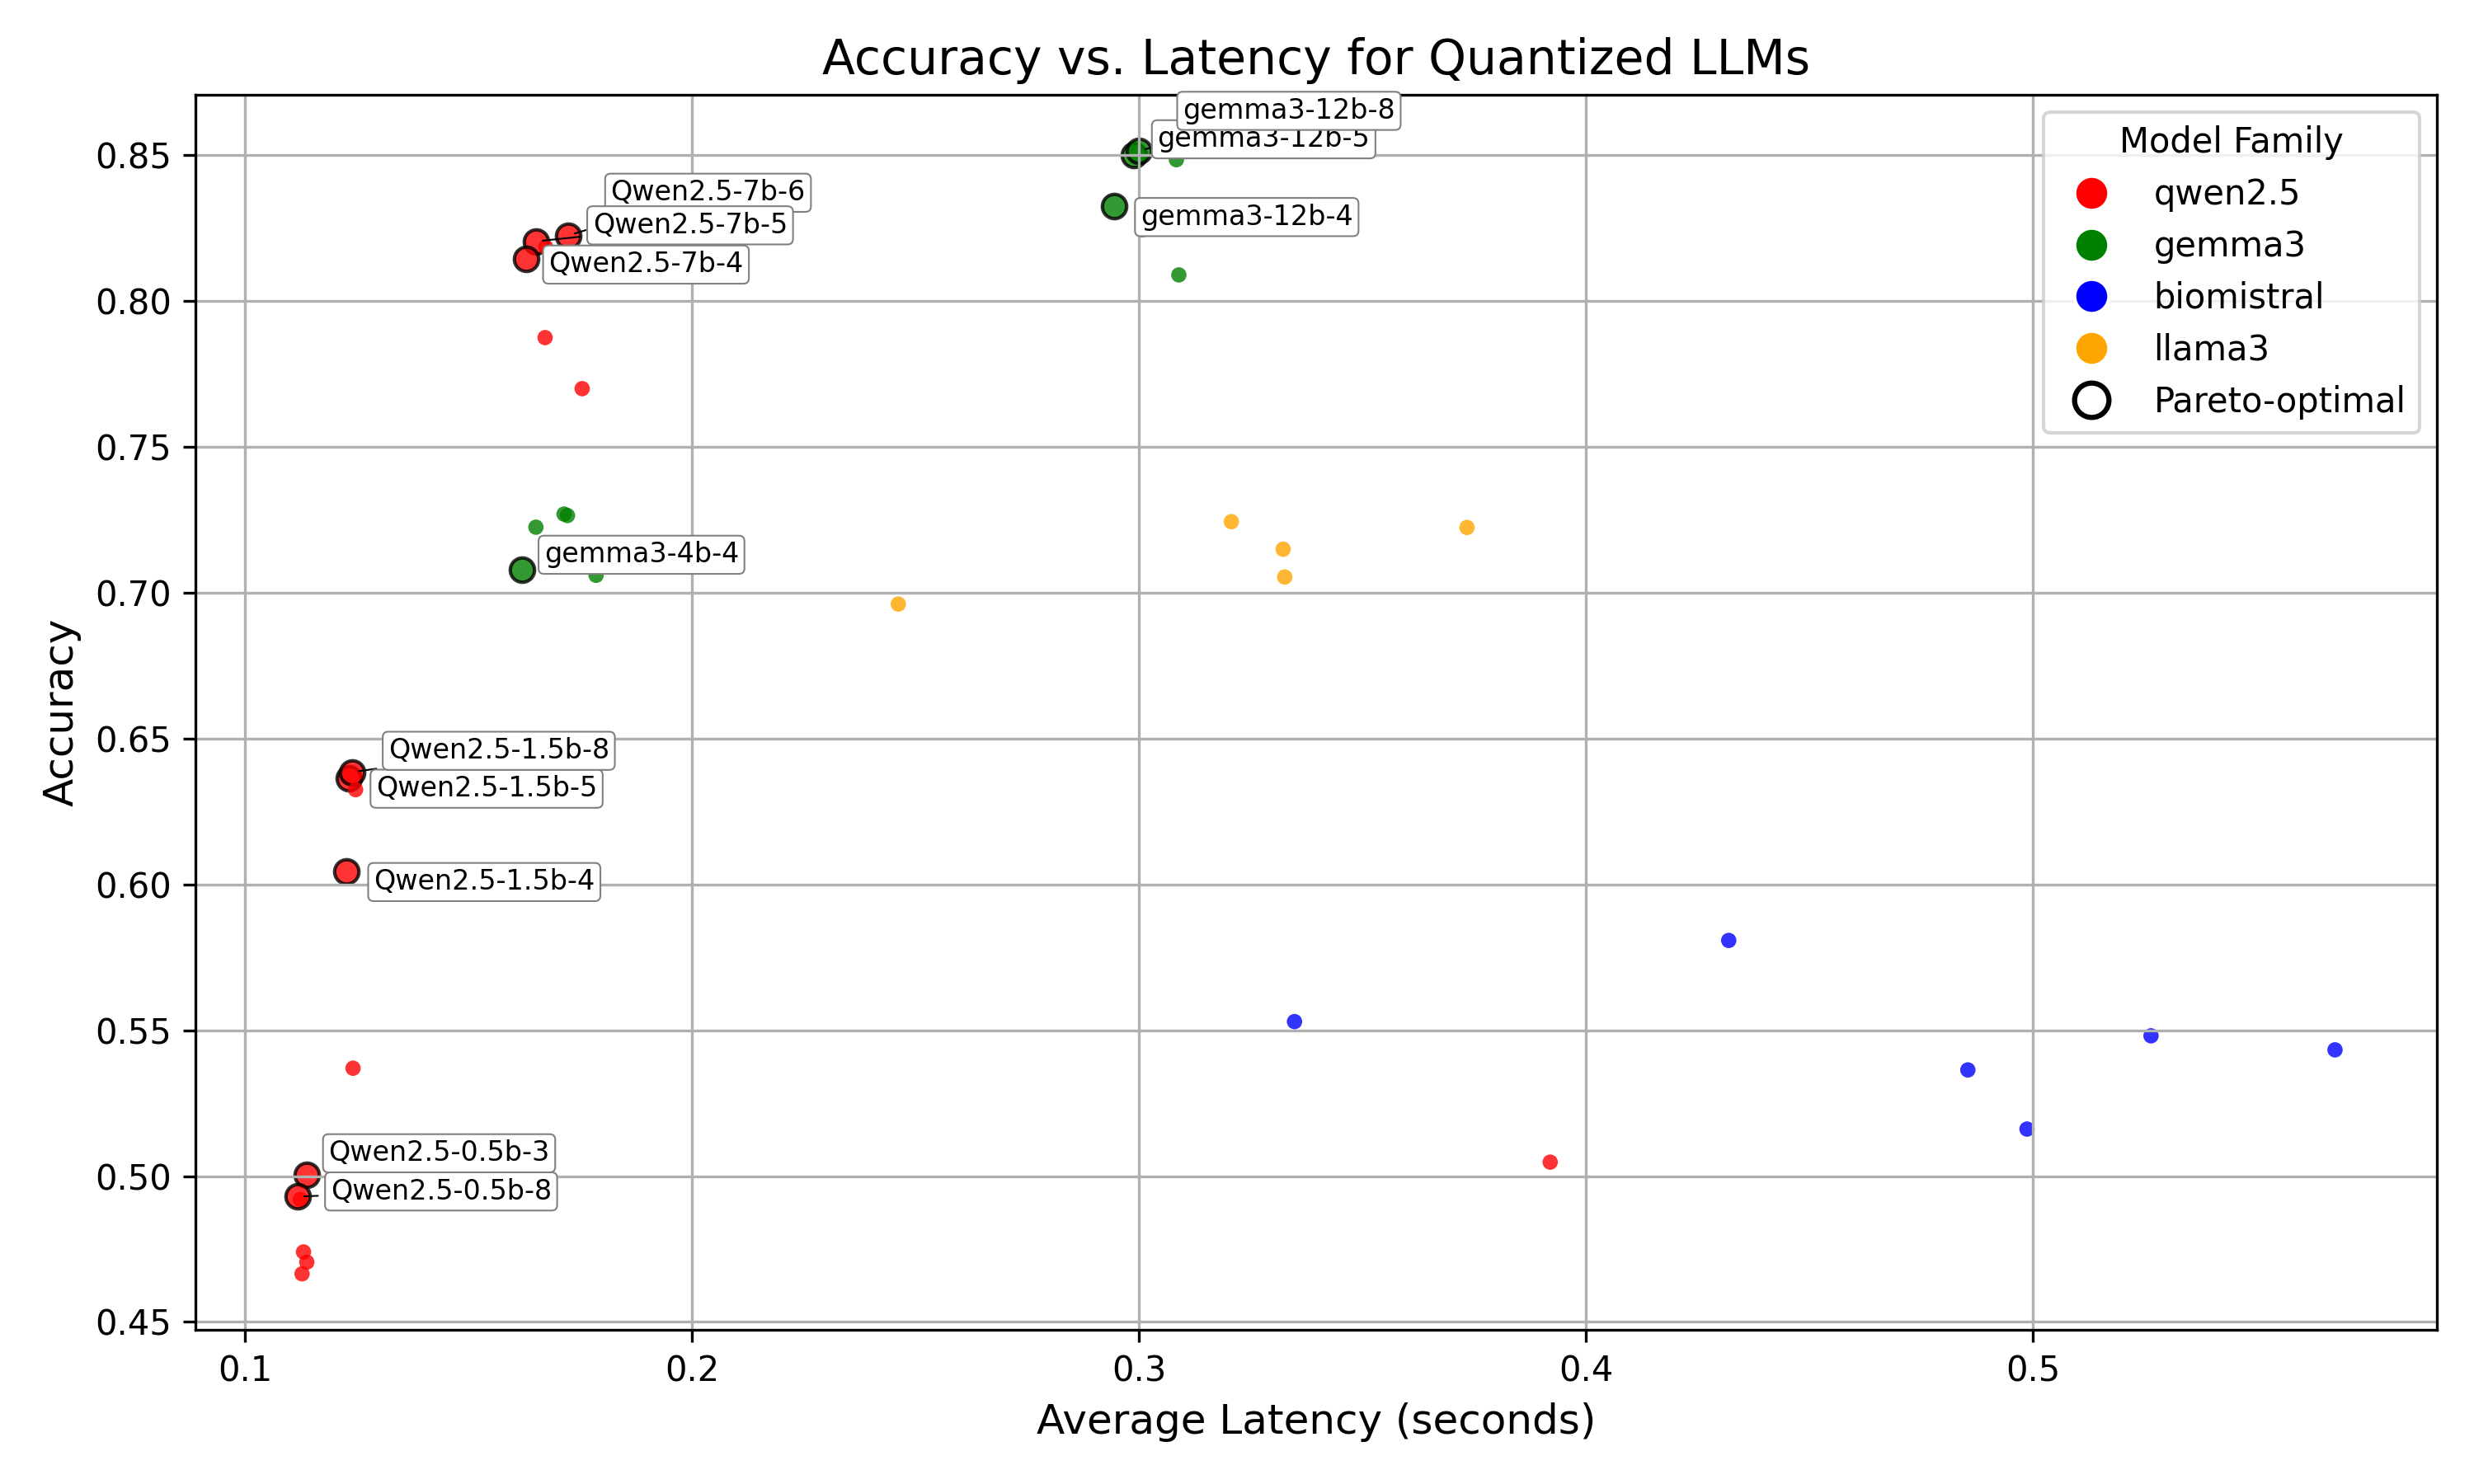 Accuracy vs. Latency for Quantized LLMs
gemma3-12b-8
gemma3-12b-5
gemma3-12b-4
Qwen2.5-7b-6
Qwen2.5-7b-5
Qwen2.5-7b-4
gemma3-4b-4
Qwen2.5-1.5b-8
Qwen2.5-1.5b-5
Qwen2.5-1.5b-4
Qwen2.5-0.5b-3
Qwen2.5-0.5b-8
Model Family
qwen2.5
gemma3
biomistral
llama3
Pareto-optimal
Accuracy
0.85
0.80
0.75
0.70
0.65
0.60
0.55
0.50
0.45
0.1
0.2
0.3
0.4
0.5
Average Latency (seconds)